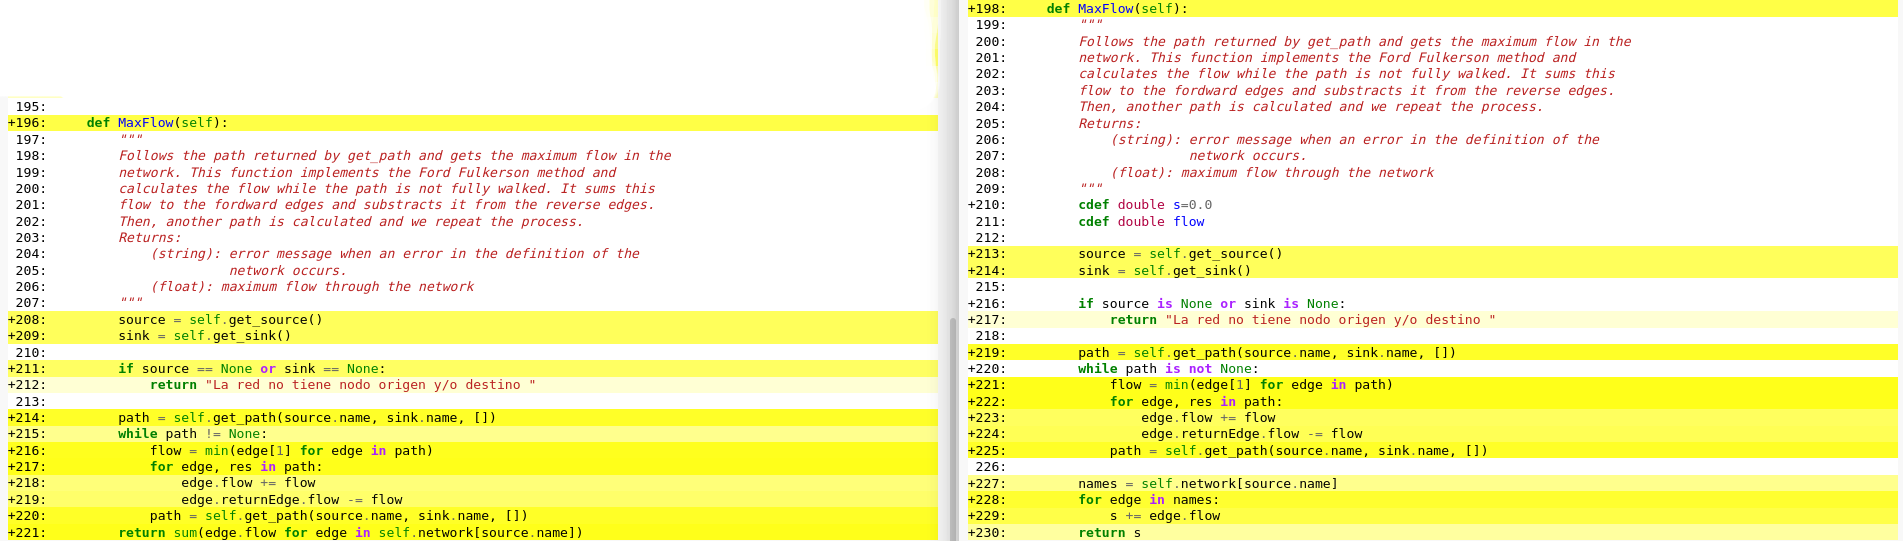 195:
+196:     def MaxFlow(self):
197:         """
198:         Follows the path returned by get_path and gets the maximum flow in the
199:         network. This function implements the Ford Fulkerson method and
200:         calculates the flow while the path is not fully walked. It sums this
201:         flow to the fordward edges and substracts it from the reverse edges.
202:         Then, another path is calculated and we repeat the process.
203:         Returns:
204:             (string): error message when an error in the definition of the
205:                       network occurs.
206:             (float): maximum flow through the network
207:         """
+208:         source = self.get_source()
+209:         sink = self.get_sink()
210:
+211:         if source == None or sink == None:
+212:             return "La red no tiene nodo origen y/o destino "
213:
+214:         path = self.get_path(source.name, sink.name, [])
+215:         while path != None:
+216:             flow = min(edge[1] for edge in path)
+217:             for edge, res in path:
+218:                 edge.flow += flow
+219:                 edge.returnEdge.flow -= flow
+220:             path = self.get_path(source.name, sink.name, [])
+221:         return sum(edge.flow for edge in self.network[source.name])
+198:     def MaxFlow(self):
199:         """
200:         Follows the path returned by get_path and gets the maximum flow in the
201:         network. This function implements the Ford Fulkerson method and
202:         calculates the flow while the path is not fully walked. It sums this
203:         flow to the fordward edges and substracts it from the reverse edges.
204:         Then, another path is calculated and we repeat the process.
205:         Returns:
206:             (string): error message when an error in the definition of the
207:                       network occurs.
208:             (float): maximum flow through the network
209:         """
+210:         cdef double s=0.0
211:         cdef double flow
212:
+213:         source = self.get_source()
+214:         sink = self.get_sink()
215:
+216:         if source is None or sink is None:
+217:             return "La red no tiene nodo origen y/o destino "
218:
+219:         path = self.get_path(source.name, sink.name, [])
+220:         while path is not None:
+221:             flow = min(edge[1] for edge in path)
+222:             for edge, res in path:
+223:                 edge.flow += flow
+224:                 edge.returnEdge.flow -= flow
+225:             path = self.get_path(source.name, sink.name, [])
226:
+227:         names = self.network[source.name]
+228:         for edge in names:
+229:             s += edge.flow
+230:         return s